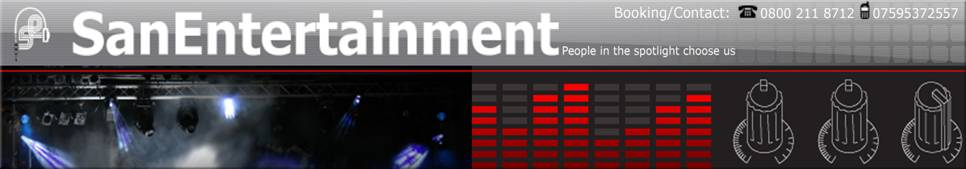 Booking/Contact: 0800 211 8712 07595372557
SanEntertainment People in the spotlight choose us